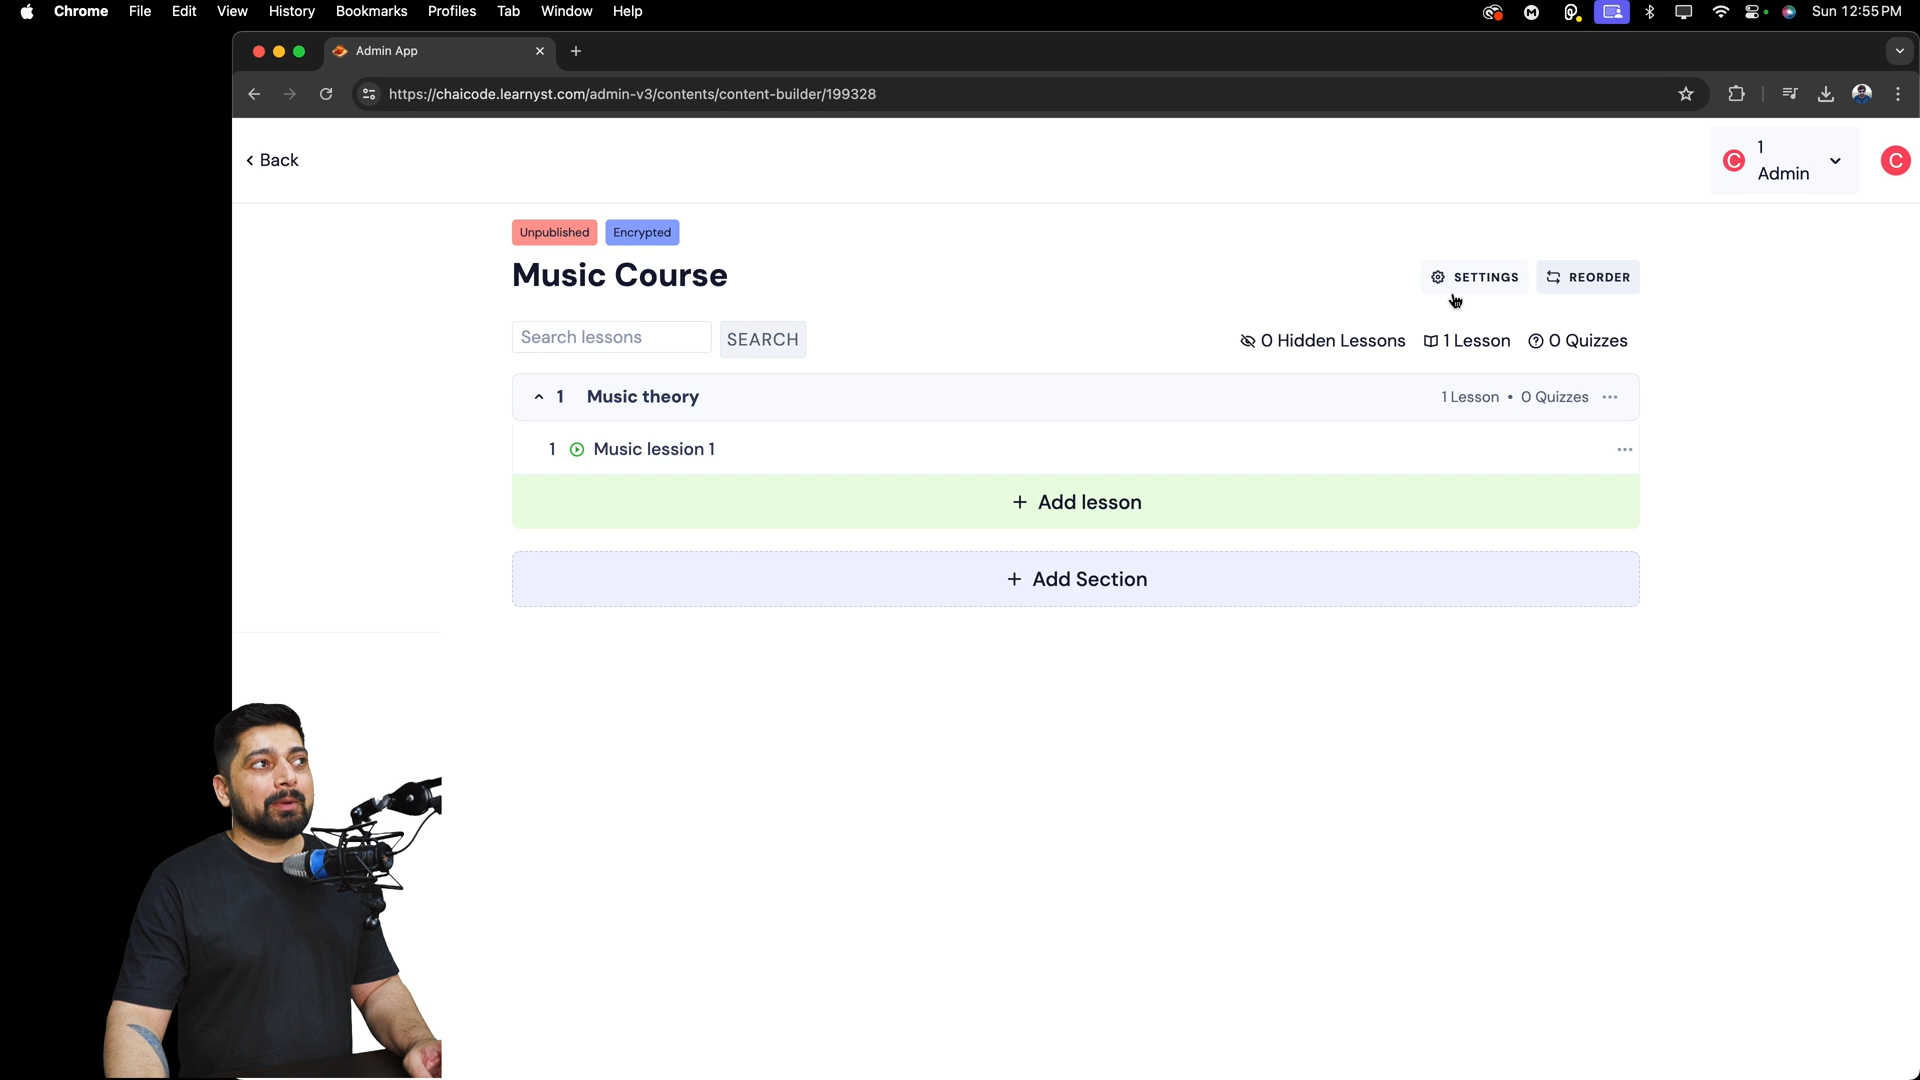 Chrome File Edit View History Bookmarks Profiles Tab Window Help Sun 12:55 PM
Admin App
https://chaicode.learnyst.com/admin-v3/contents/content-builder/199328
Back
C 1 Admin C
Unpublished Encrypted
Music Course
SETTINGS REORDER
Search lessons SEARCH
0 Hidden Lessons 1 Lesson 0 Quizzes
1 Music theory 1 Lesson • 0 Quizzes
1 Music lession 1
+ Add lesson
+ Add Section